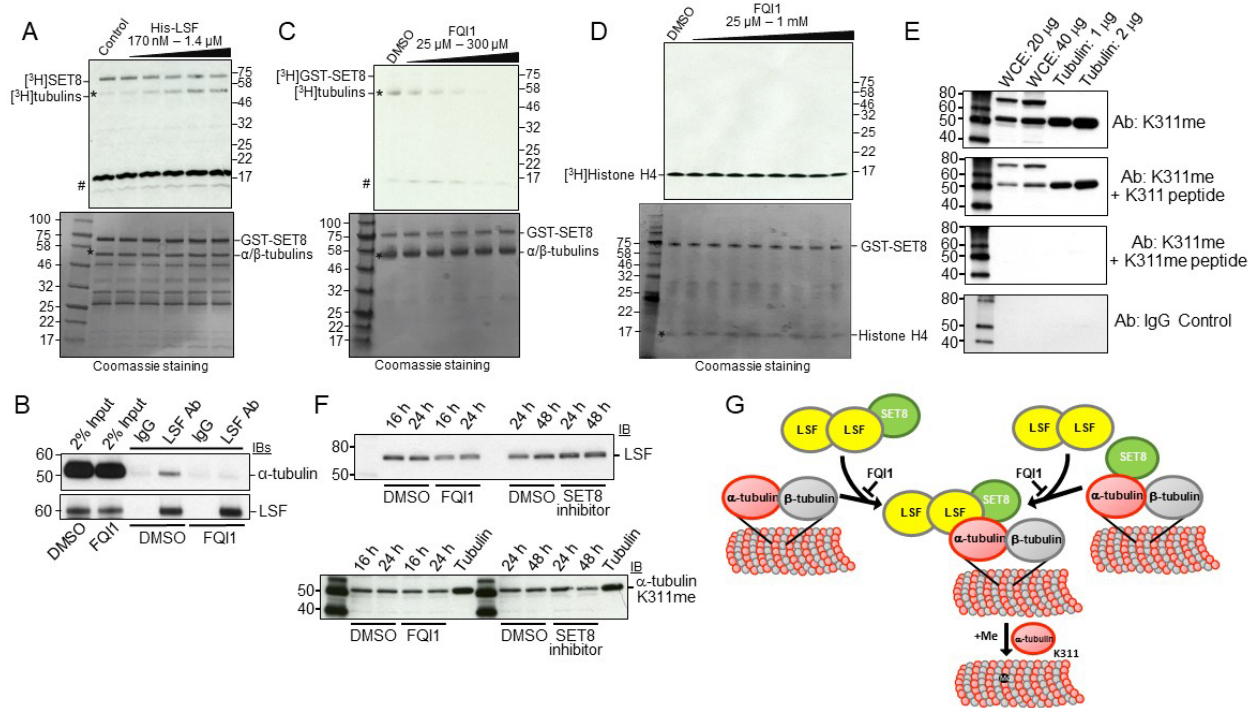 A
Control
His-LSF
170 nM – 1.4 µM
[³H]SET8
[³H]tubulins
*
#
75
58
46
32
25
22
17
100
75
58
46
32
25
22
17
*
GST-SET8
α/β-tubulins
Coomassie staining
B
2% Input
2% Input
IgG
LSF Ab
IgG
LSF Ab
IBs
60
50
α-tubulin
60
LSF
DMSO
FQI1
DMSO
FQI1
C
DMSO
FQI1
25 µM – 300 µM
[³H]GST-SET8
[³H]tubulins
*
#
75
58
46
32
25
22
17
100
75
58
46
32
25
22
17
*
GST-SET8
α/β-tubulins
Coomassie staining
D
DMSO
FQI1
25 µM – 1 mM
[³H]Histone H4
75
58
46
32
25
22
17
75
58
46
32
25
17
*
GST-SET8
Histone H4
Coomassie staining
E
WCE: 20 µg
WCE: 40 µg
Tubulin: 1 µg
Tubulin: 2 µg
80
60
50
40
Ab: K311me
80
60
50
40
Ab: K311me
+ K311 peptide
80
60
50
40
Ab: K311me
+ K311me peptide
80
50
40
Ab: IgG Control
F
16 h
24 h
16 h
24 h
24 h
48 h
24 h
48 h
IB
80
50
LSF
DMSO
FQI1
DMSO
SET8
inhibitor
16 h
24 h
16 h
24 h
Tubulin
24 h
48 h
24 h
48 h
Tubulin
IB
50
40
α-tubulin
K311me
DMSO
FQI1
DMSO
SET8
inhibitor
G
LSF
LSF
SET8
LSF
LSF
FQI1
FQI1
SET8
α-tubulin
β-tubulin
LSF
LSF
SET8
α-tubulin
β-tubulin
α-tubulin
β-tubulin
+Me
α-tubulin
K311
Me